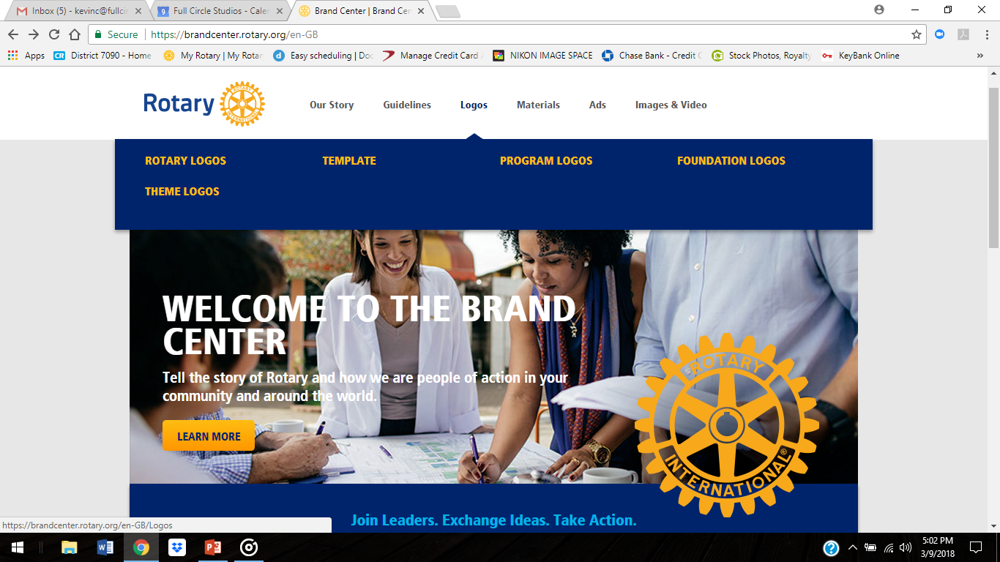 Inbox (5) - kevinc@fullcir
Full Circle Studios - Caler
Brand Center | Brand Cen
Secure
https://brandcenter.rotary.org/en-GB
Apps
District 7090 - Home
My Rotary | My Rotar
Easy scheduling | Doc
Manage Credit Card A
NIKON IMAGE SPACE
Chase Bank - Credit C
Stock Photos, Royalty
KeyBank Online
Rotary
ROTARY
INTERNATIONAL
Our Story
Guidelines
Logos
Materials
Ads
Images & Video
ROTARY LOGOS
TEMPLATE
PROGRAM LOGOS
FOUNDATION LOGOS
THEME LOGOS
WELCOME TO THE BRAND
CENTER
Tell the story of Rotary and how we are people of action in your
community and around the world.
LEARN MORE
ROTARY
INTERNATIONAL®
Join Leaders. Exchange Ideas. Take Action.
https://brandcenter.rotary.org/en-GB/Logos
5:02 PM
3/9/2018